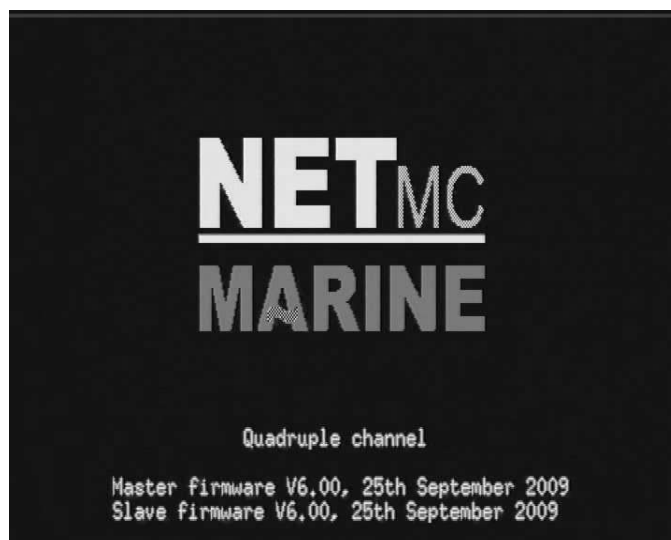 NETMC
MARINE
Quadruple channel
Master firmware V6.00, 25th September 2009
Slave firmware V6.00, 25th September 2009